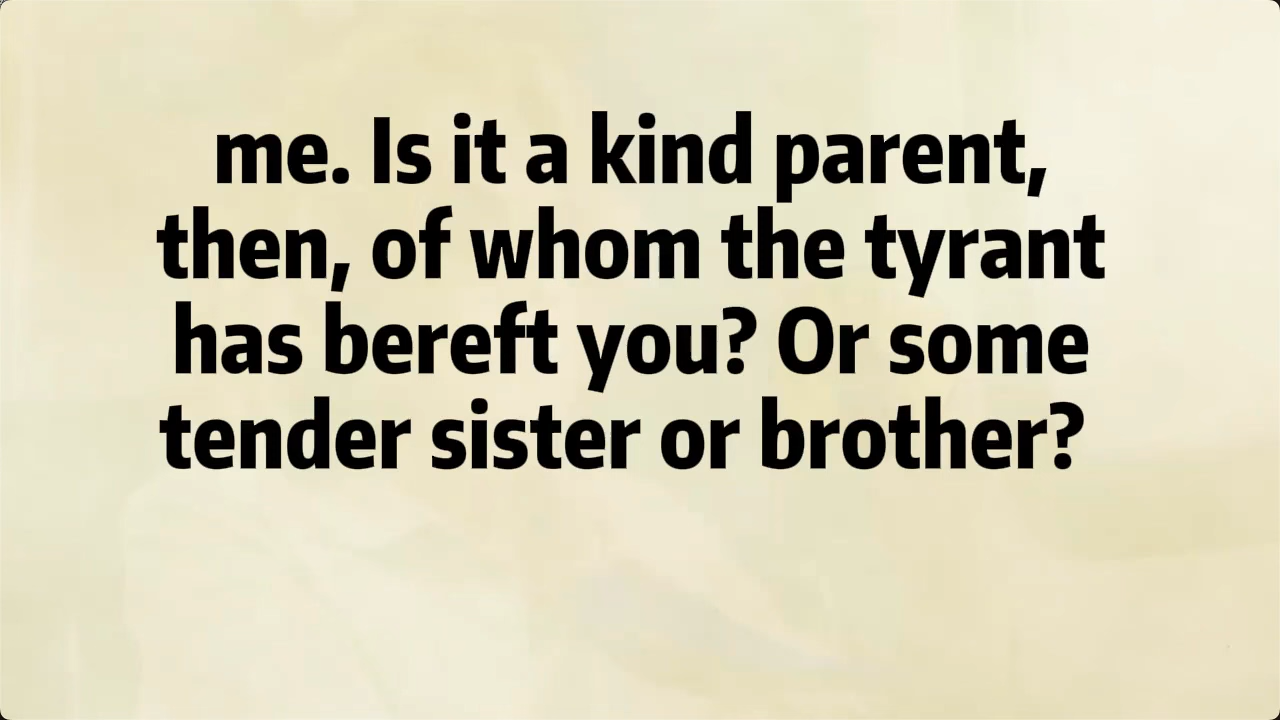 me. Is it a kind parent,
then, of whom the tyrant
has bereft you? Or some
tender sister or brother?